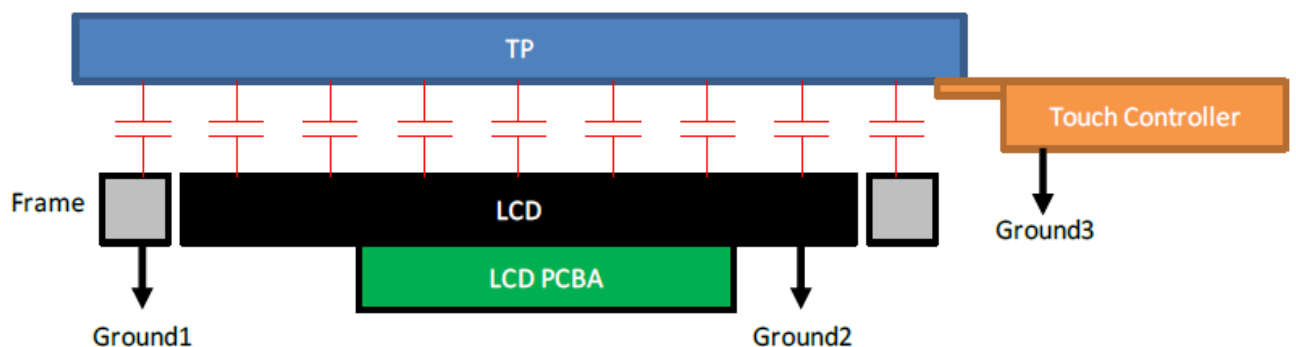 TP
Touch Controller
Frame
LCD
Ground3
LCD PCBA
Ground1
Ground2